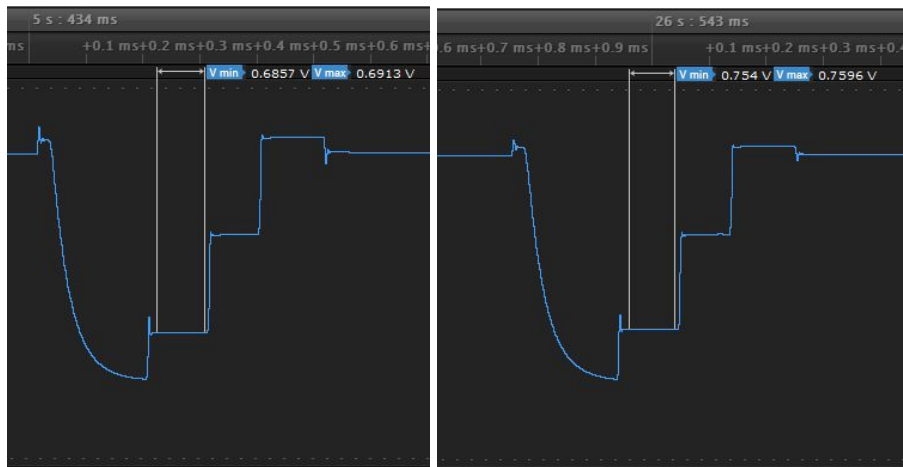 5 s : 434 ms
ms +0.1 ms+0.2 ms+0.3 ms+0.4 ms+0.5 ms+0.6 ms+
V min 0.6857 V V max 0.6913 V
26 s : 543 ms
.6 ms+0.7 ms+0.8 ms+0.9 ms +0.1 ms+0.2 ms+0.3 ms+0.4
V min 0.754 V V max 0.7596 V